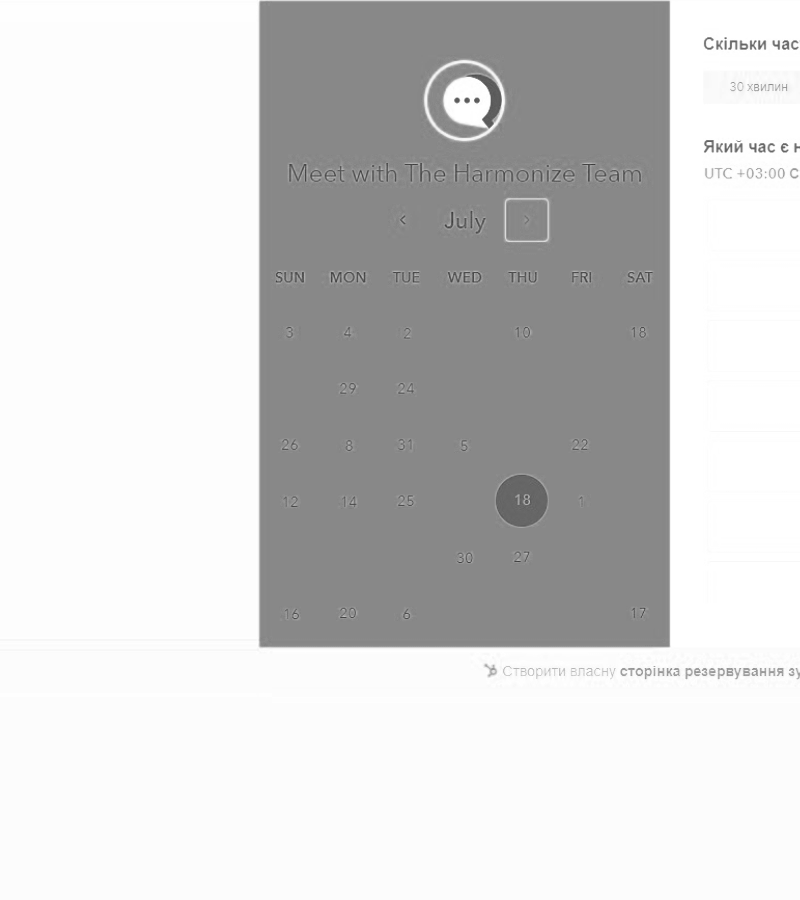 Скільки час
30 хвилин
Який час є н
UTC +03:00 С
Meet with The Harmonize Team
July
SUN MON TUE WED THU FRI SAT
3 4 2 10 18
29 24
26 8 31 5 22
12 14 25 18 1
30 27
16 20 6 17
Створити власну сторінка резервування зу